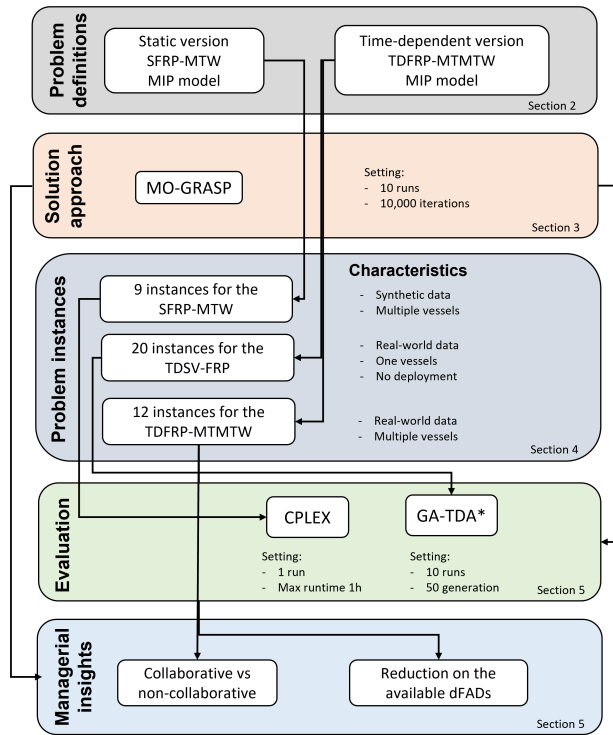 Problem
definitions
Static version
SFRP-MTW
MIP model
Time-dependent version
TDFRP-MTMTW
MIP model
Section 2
Solution
approach
MO-GRASP
Setting:
- 10 runs
- 10,000 iterations
Section 3
Problem instances
Characteristics
9 instances for the
SFRP-MTW
- Synthetic data
- Multiple vessels
20 instances for the
TDSV-FRP
- Real-world data
- One vessels
- No deployment
12 instances for the
TDFRP-MTMTW
- Real-world data
- Multiple vessels
Section 4
Evaluation
CPLEX
Setting:
- 1 run
- Max runtime 1h
GA-TDA*
Setting:
- 10 runs
- 50 generation
Section 5
Managerial
insights
Collaborative vs
non-collaborative
Reduction on the
available dFADs
Section 5